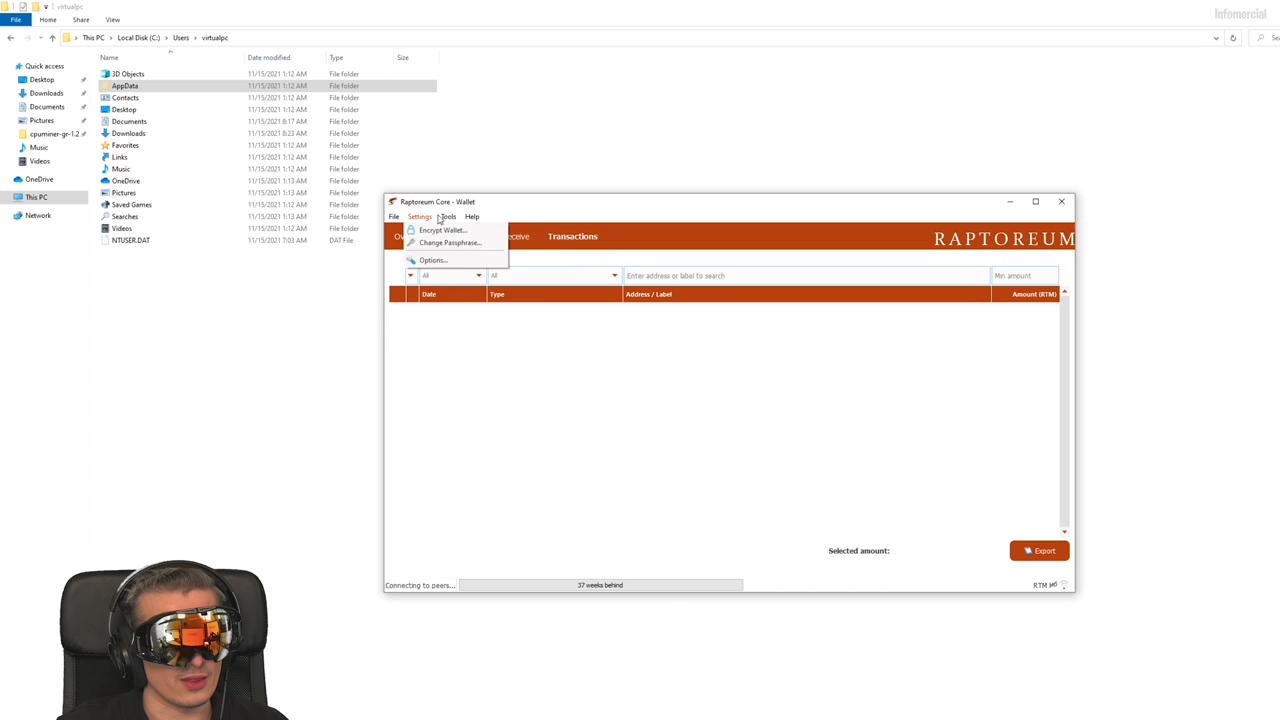 virtualpc
Infomercial
File Home Share View
This PC Local Disk (C:) Users virtualpc
Name Date modified Type Size
Quick access
Desktop
Downloads
Documents
Pictures
cpuminer-gr-1.2
Music
Videos
OneDrive
This PC
Network
3D Objects 11/15/2021 1:12 AM File folder
AppData 11/15/2021 1:12 AM File folder
Contacts 11/15/2021 1:12 AM File folder
Desktop 11/15/2021 1:12 AM File folder
Documents 11/15/2021 8:17 AM File folder
Downloads 11/15/2021 8:23 AM File folder
Favorites 11/15/2021 1:12 AM File folder
Links 11/15/2021 1:12 AM File folder
Music 11/15/2021 1:12 AM File folder
OneDrive 11/15/2021 1:13 AM File folder
Pictures 11/15/2021 1:13 AM File folder
Saved Games 11/15/2021 1:12 AM File folder
Searches 11/15/2021 1:13 AM File folder
Videos 11/15/2021 1:12 AM File folder
NTUSER.DAT 11/15/2021 7:03 AM DAT File
Raptoreum Core - Wallet
File Settings Tools Help
Encrypt Wallet...
Change Passphrase...
Options...
Ov eceive Transactions RAPTOREUM
All All Enter address or label to search Min amount
Date Type Address / Label Amount (RTM)
Selected amount: Export
Connecting to peers... 37 weeks behind RTM